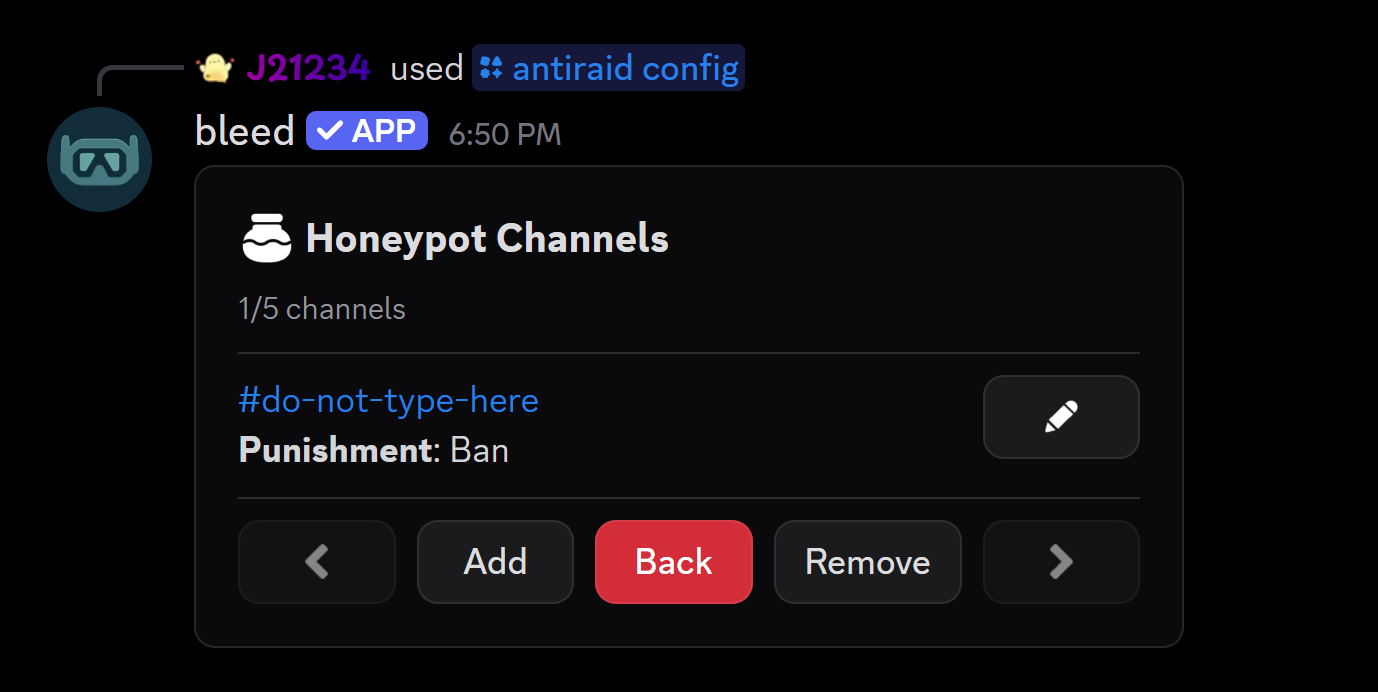 J21234 used antiraid config
bleed APP 6:50 PM
Honeypot Channels
1/5 channels
#do-not-type-here
Punishment: Ban
Add Back Remove